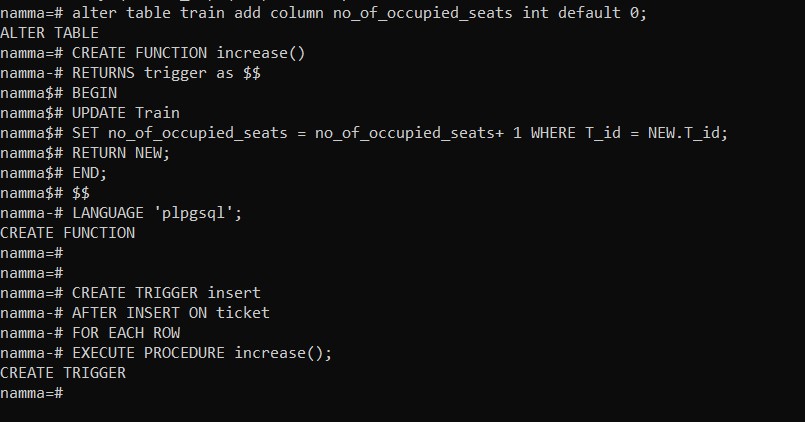 namma=# alter table train add column no_of_occupied_seats int default 0;
ALTER TABLE
namma=# CREATE FUNCTION increase()
namma-# RETURNS trigger as $$
namma$# BEGIN
namma$# UPDATE Train
namma$# SET no_of_occupied_seats = no_of_occupied_seats+ 1 WHERE T_id = NEW.T_id;
namma$# RETURN NEW;
namma$# END;
namma$# $$
namma-# LANGUAGE 'plpgsql';
CREATE FUNCTION
namma=#
namma=#
namma=# CREATE TRIGGER insert
namma-# AFTER INSERT ON ticket
namma-# FOR EACH ROW
namma-# EXECUTE PROCEDURE increase();
CREATE TRIGGER
namma=#